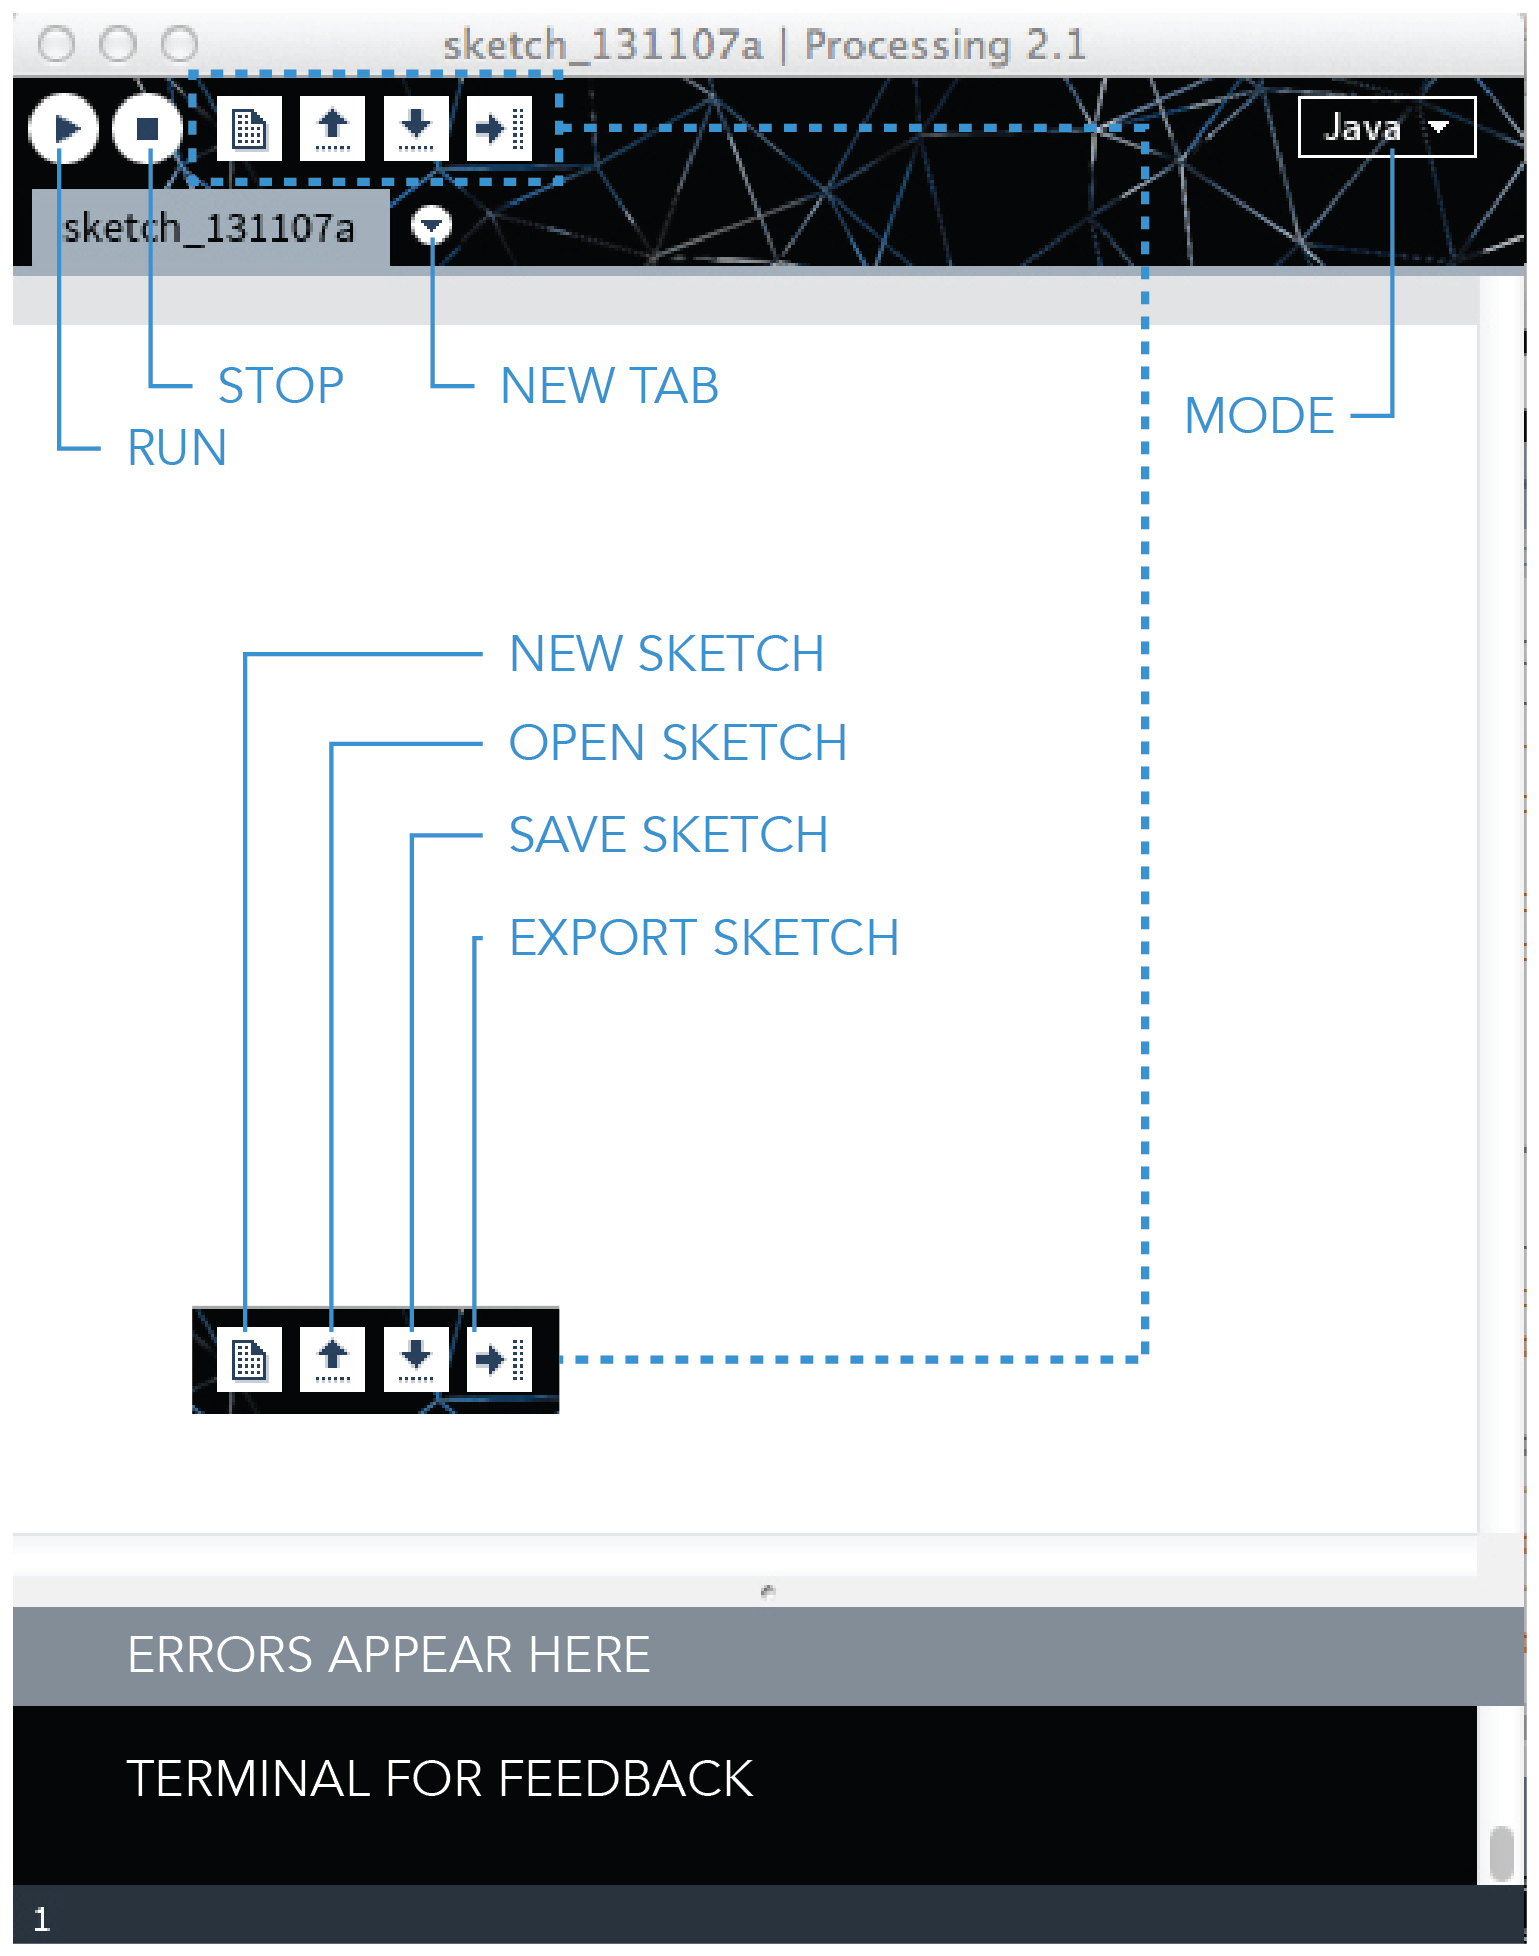 sketch_131107a | Processing 2.1
Java
sketch_131107a
STOP
NEW TAB
MODE
RUN
NEW SKETCH
OPEN SKETCH
SAVE SKETCH
EXPORT SKETCH
ERRORS APPEAR HERE
TERMINAL FOR FEEDBACK
1